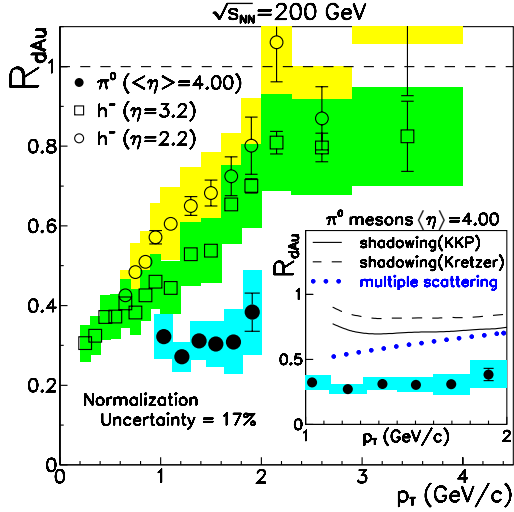 √s_NN=200 GeV
R_dAu
π⁰ (<η>=4.00)
h⁻ (η=3.2)
h⁻ (η=2.2)
1
0.8
0.6
0.4
0.2
0
Normalization
Uncertainty = 17%
0 1 2 3 4
p_T (GeV/c)
π⁰ mesons ⟨η⟩=4.00
R_dAu
shadowing(KKP)
shadowing(Kretzer)
multiple scattering
1
0.5
0
1 2
p_T (GeV/c)